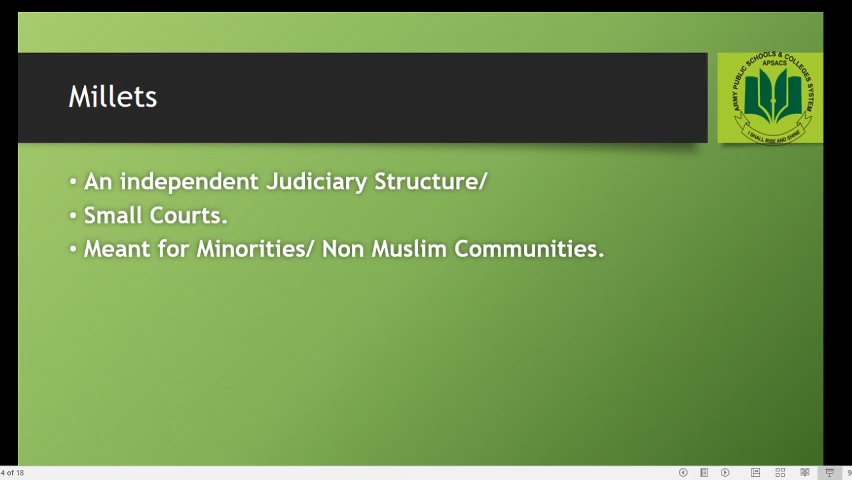 Millets
ARMY PUBLIC SCHOOLS & COLLEGES SYSTEM
APSACS
I SHALL RISE AND SHINE
• An independent Judiciary Structure/
• Small Courts.
• Meant for Minorities/ Non Muslim Communities.
4 of 18
9